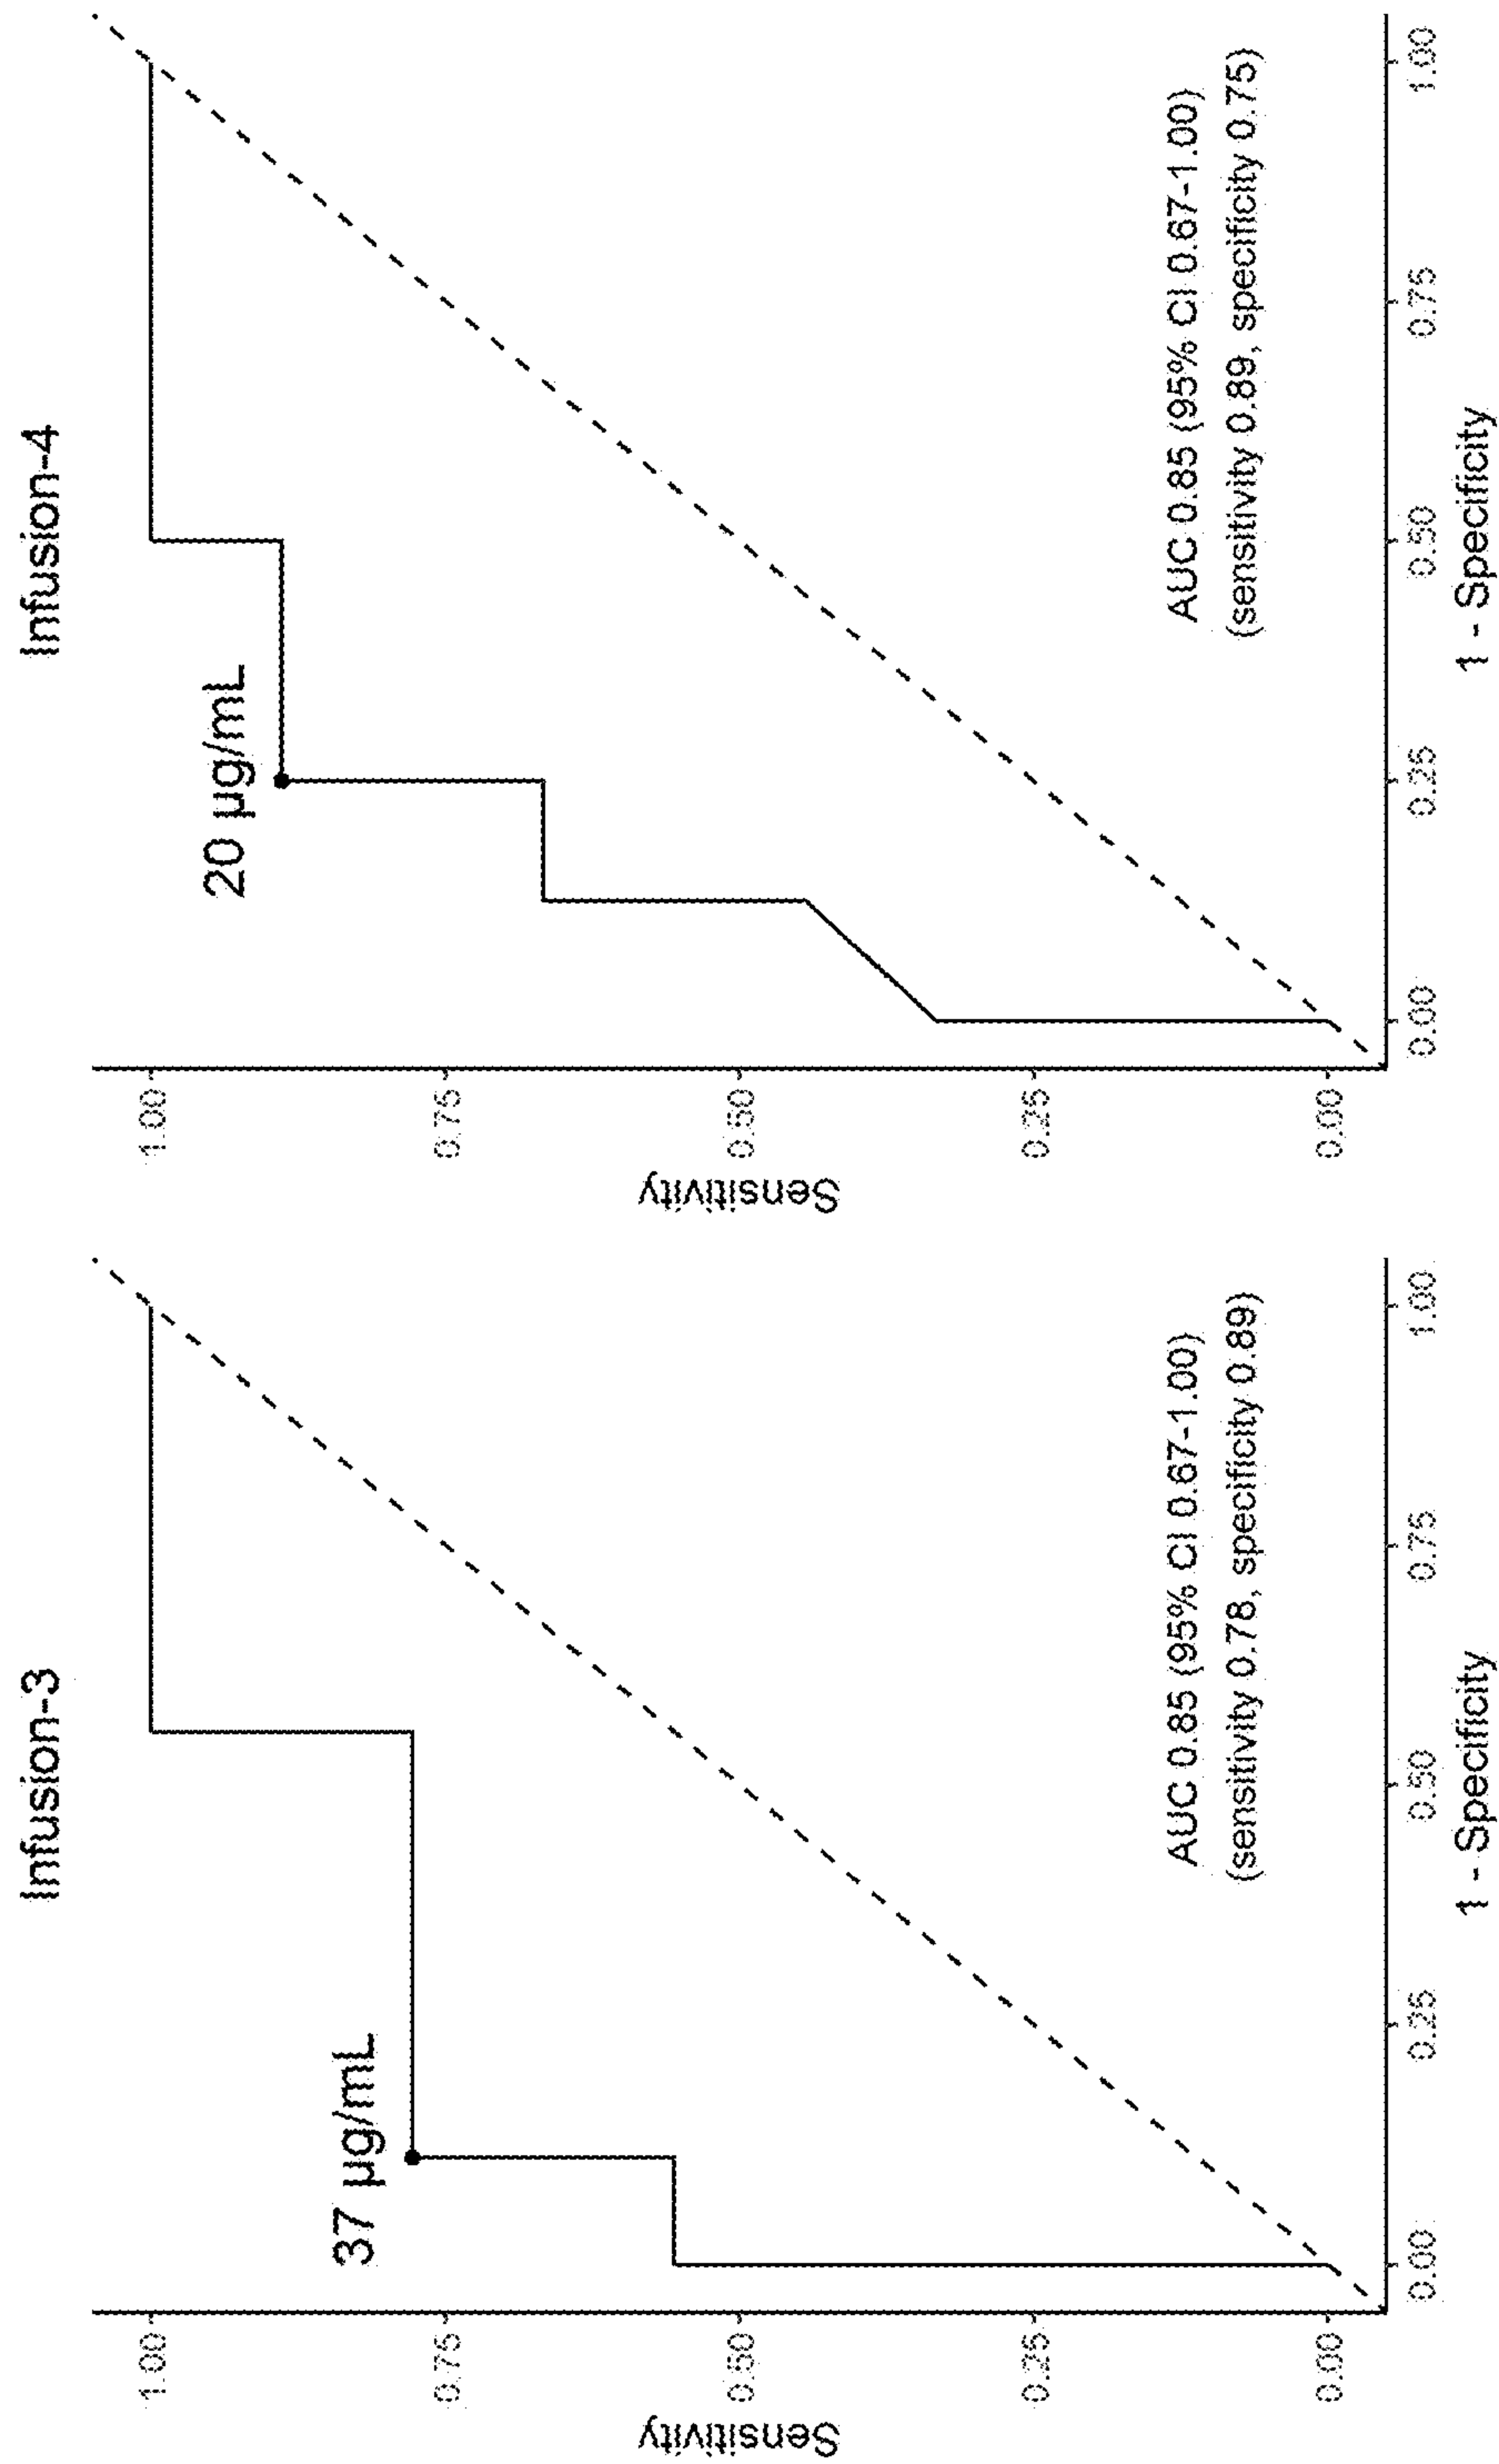 Infusion-3
37 µg/mL
Sensitivity
1.00
0.75
0.50
0.25
0.00
AUC 0.85 (95% CI 0.67-1.00)
(sensitivity 0.78, specificity 0.89)
0.00
0.25
0.50
0.75
1.00
1 - Specificity
Infusion-4
20 µg/mL
Sensitivity
1.00
0.75
0.50
0.25
0.00
AUC 0.85 (95% CI 0.67-1.00)
(sensitivity 0.89, specificity 0.75)
0.00
0.25
0.50
0.75
1.00
1 - Specificity